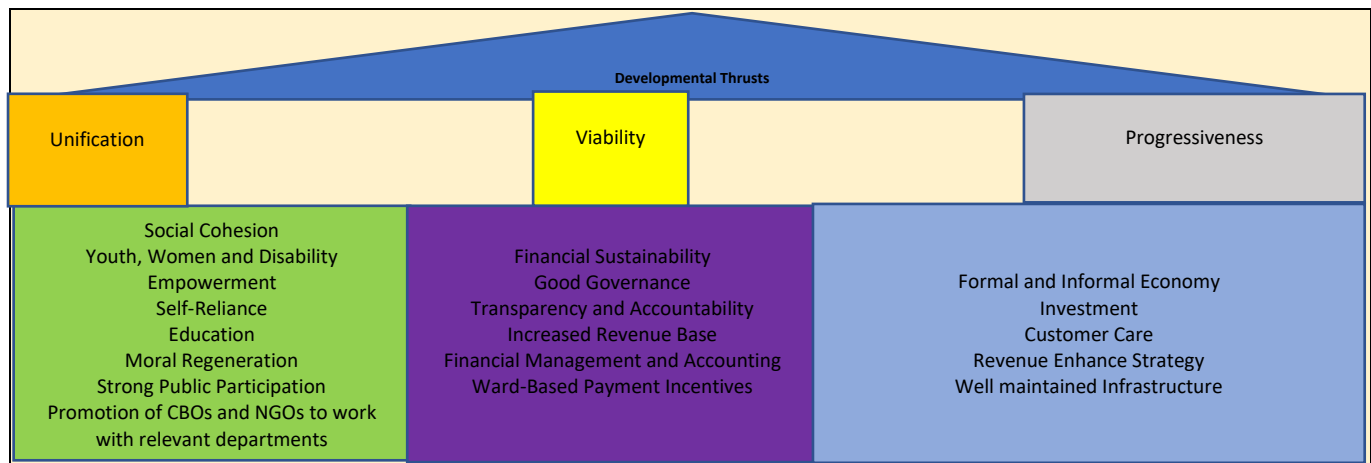 Developmental Thrusts
Unification
Viability
Progressiveness
Social Cohesion
Youth, Women and Disability
Empowerment
Self-Reliance
Education
Moral Regeneration
Strong Public Participation
Promotion of CBOs and NGOs to work
with relevant departments
Financial Sustainability
Good Governance
Transparency and Accountability
Increased Revenue Base
Financial Management and Accounting
Ward-Based Payment Incentives
Formal and Informal Economy
Investment
Customer Care
Revenue Enhance Strategy
Well maintained Infrastructure